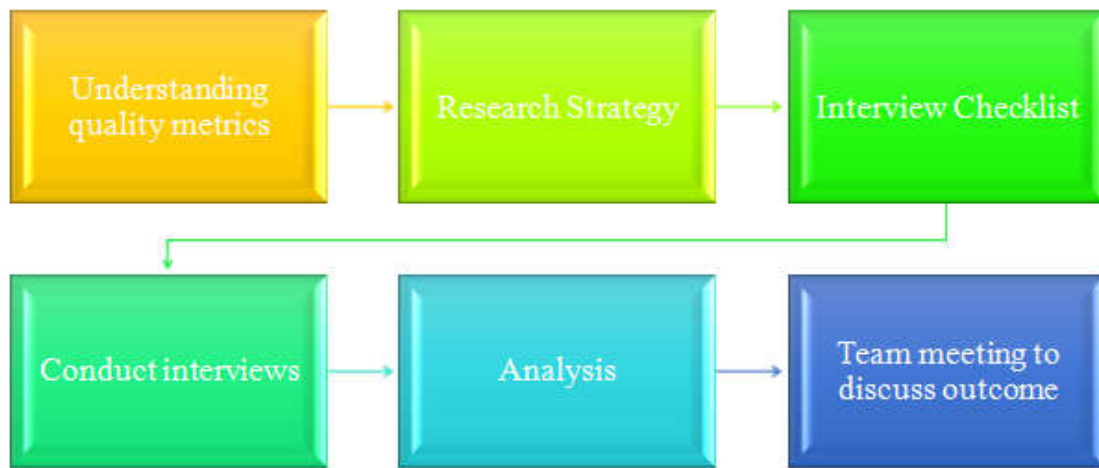 Understanding
quality metrics
Research Strategy
Interview Checklist
Conduct interviews
Analysis
Team meeting to
discuss outcome